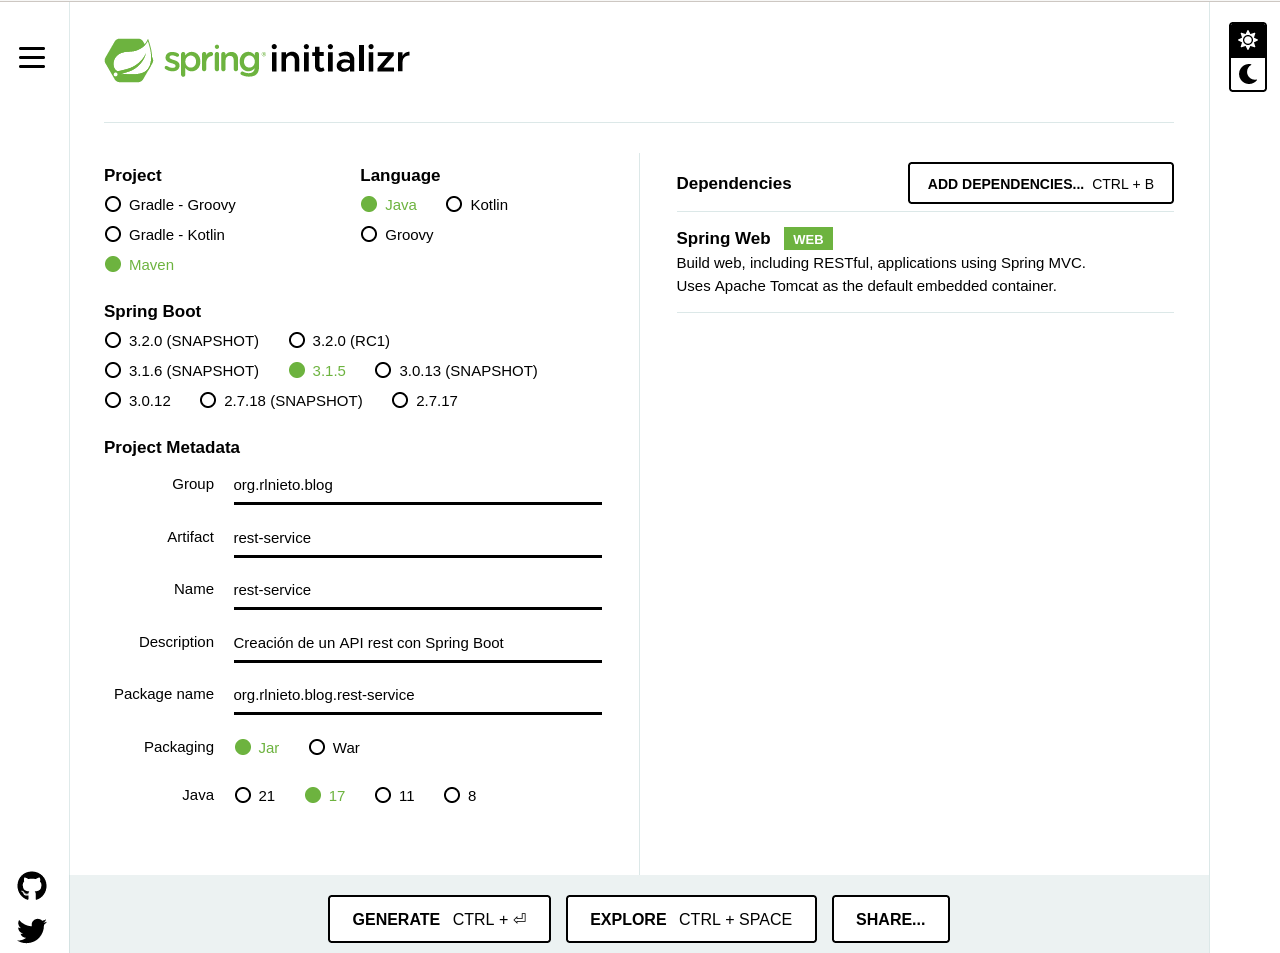 spring initializr
Project
Gradle - Groovy
Gradle - Kotlin
Maven
Language
Java Kotlin
Groovy
Spring Boot
3.2.0 (SNAPSHOT) 3.2.0 (RC1)
3.1.6 (SNAPSHOT) 3.1.5 3.0.13 (SNAPSHOT)
3.0.12 2.7.18 (SNAPSHOT) 2.7.17
Project Metadata
Group org.rlnieto.blog
Artifact rest-service
Name rest-service
Description Creación de un API rest con Spring Boot
Package name org.rlnieto.blog.rest-service
Packaging Jar War
Java 21 17 11 8
Dependencies ADD DEPENDENCIES... CTRL + B
Spring Web WEB
Build web, including RESTful, applications using Spring MVC.
Uses Apache Tomcat as the default embedded container.
GENERATE CTRL + ⏎ EXPLORE CTRL + SPACE SHARE...